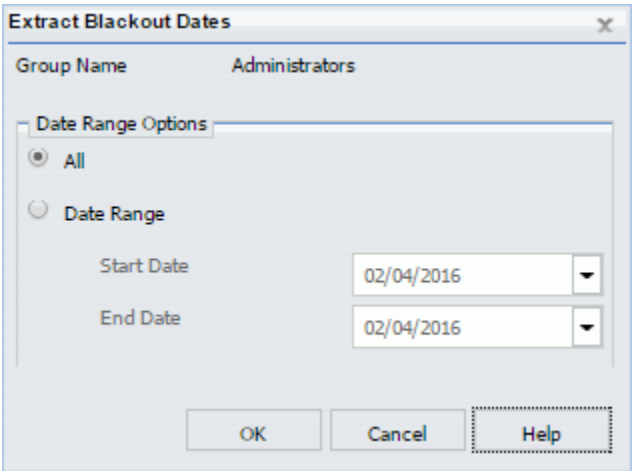 Extract Blackout Dates
Group Name Administrators
Date Range Options
All
Date Range
Start Date 02/04/2016
End Date 02/04/2016
OK Cancel Help